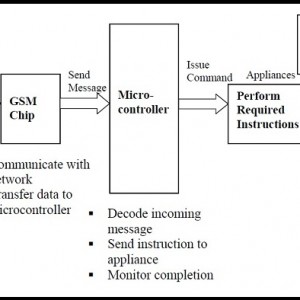 Send
Message
GSM
Chip
Micro-
controller
Issue
Command
Appliances
Perform
Required
Instructions
ommunicate with
etwork
ransfer data to
icrocontroller
Decode incoming
message
Send instruction to
appliance
Monitor completion